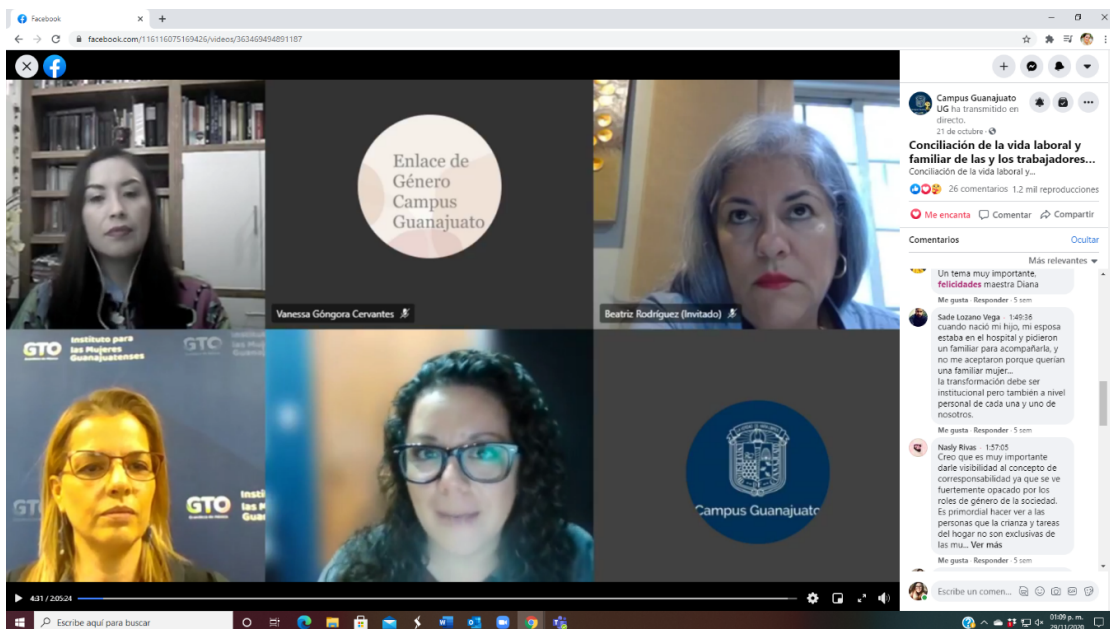 Facebook
facebook.com/116116075169426/videos/363469494891187
Enlace de
Género
Campus
Guanajuato
Vanessa Góngora Cervantes
Beatriz Rodríguez (Invitado)
GTO
Instituto para
las Mujeres
Guanajuatenses
GTO
GTO
Campus Guanajuato
4:31 / 2:05:24
Campus Guanajuato
UG ha transmitido en
directo.
21 de octubre ·
Conciliación de la vida laboral y
familiar de las y los trabajadores...
Conciliación de la vida laboral y...
26 comentarios 1.2 mil reproducciones
Me encanta Comentar Compartir
Comentarios Ocultar
Más relevantes
Un tema muy importante,
felicidades maestra Diana
Me gusta · Responder · 5 sem
Sade Lozano Vega · 1:49:36
cuando nació mi hijo, mi esposa
estaba en el hospital y pidieron
un familiar para acompañarla, y
no me aceptaron porque querían
una familiar mujer...
la transformación debe ser
institucional pero también a nivel
personal de cada una y uno de
nosotros.
Me gusta · Responder · 5 sem
Nasly Rivas · 1:57:05
Creo que es muy importante
darle visibilidad al concepto de
corresponsabilidad ya que se ve
fuertemente opacado por los
roles de género de la sociedad.
Es primordial hacer ver a las
personas que la crianza y tareas
del hogar no son exclusivas de
las mu... Ver más
Me gusta · Responder · 5 sem
Escribe un comen...
Escribe aquí para buscar
01:09 p. m.
29/11/2020